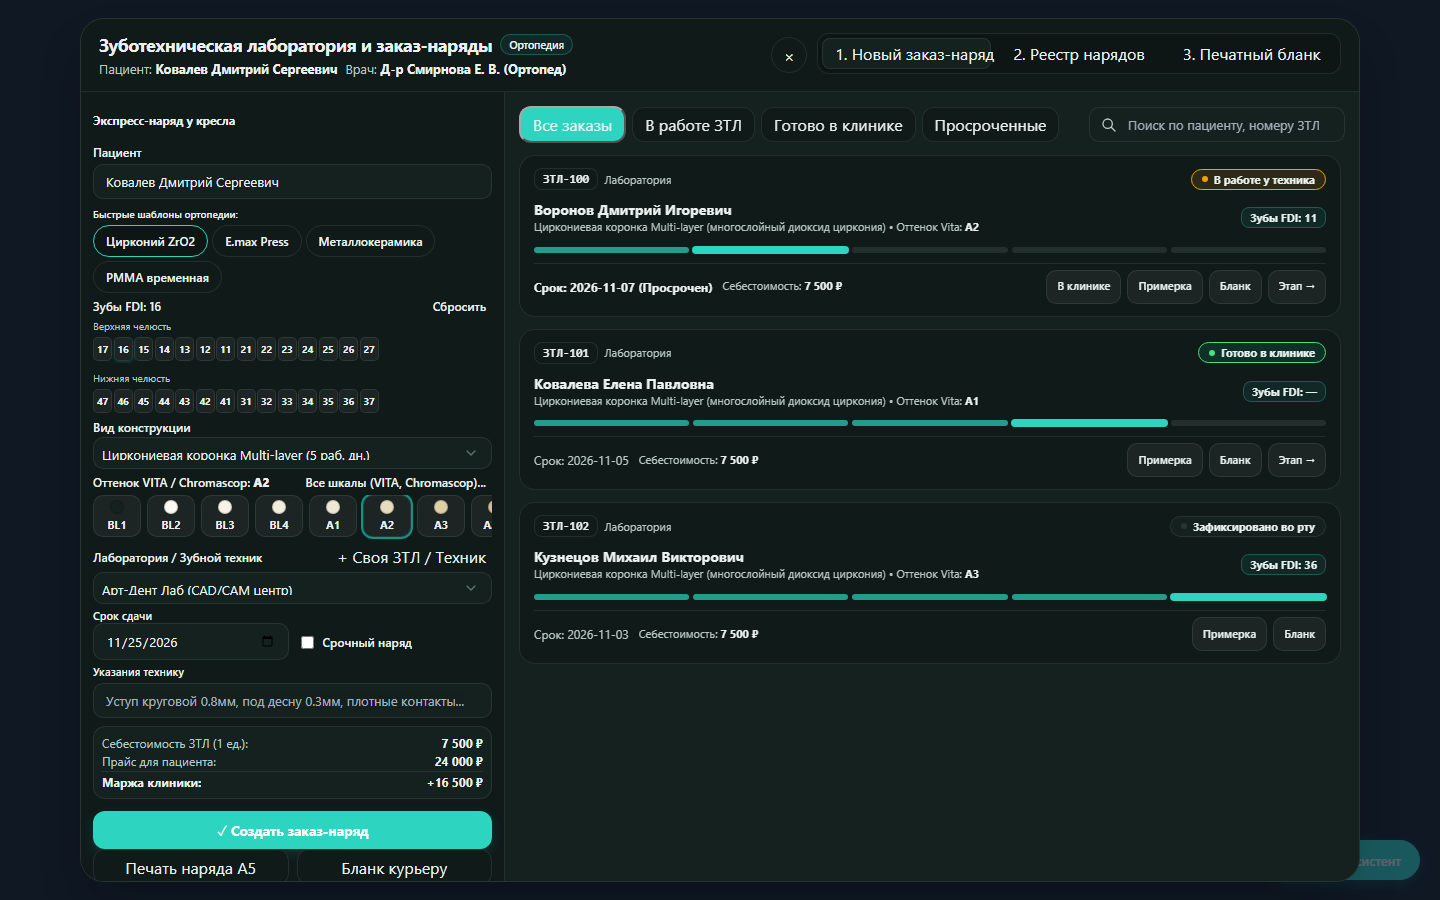 Зуботехническая лаборатория и заказ-наряды Ортопедия
Пациент: Ковалев Дмитрий Сергеевич Врач: Д-р Смирнова Е. В. (Ортопед)
× 1. Новый заказ-наряд 2. Реестр нарядов 3. Печатный бланк
Экспресс-наряд у кресла
Пациент
Ковалев Дмитрий Сергеевич
Быстрые шаблоны ортопедии:
Цирконий ZrO2 E.max Press Металлокерамика
PMMA временная
Зубы FDI: 16 Сбросить
Верхняя челюсть
17 16 15 14 13 12 11 21 22 23 24 25 26 27
Нижняя челюсть
47 46 45 44 43 42 41 31 32 33 34 35 36 37
Вид конструкции
Циркониевая коронка Multi-layer (5 раб. дн.)
Оттенок VITA / Chromascop: A2 Все шкалы (VITA, Chromascop)...
BL1 BL2 BL3 BL4 A1 A2 A3
Лаборатория / Зубной техник + Своя ЗТЛ / Техник
Арт-Дент Лаб (CAD/CAM центр)
Срок сдачи
11/25/2026 Срочный наряд
Указания технику
Уступ круговой 0.8мм, под десну 0.3мм, плотные контакты...
Себестоимость ЗТЛ (1 ед.): 7 500 ₽
Прайс для пациента: 24 000 ₽
Маржа клиники: +16 500 ₽
✓ Создать заказ-наряд
Печать наряда А5 Бланк курьеру
Все заказы В работе ЗТЛ Готово в клинике Просроченные Поиск по пациенту, номеру ЗТЛ
ЗТЛ-100 Лаборатория В работе у техника
Воронов Дмитрий Игоревич
Циркониевая коронка Multi-layer (многослойный диоксид циркония) • Оттенок Vita: A2 Зубы FDI: 11
Срок: 2026-11-07 (Просрочен) Себестоимость: 7 500 ₽ В клинике Примерка Бланк Этап →
ЗТЛ-101 Лаборатория Готово в клинике
Ковалева Елена Павловна
Циркониевая коронка Multi-layer (многослойный диоксид циркония) • Оттенок Vita: A1 Зубы FDI: —
Срок: 2026-11-05 Себестоимость: 7 500 ₽ Примерка Бланк Этап →
ЗТЛ-102 Лаборатория Зафиксировано во рту
Кузнецов Михаил Викторович
Циркониевая коронка Multi-layer (многослойный диоксид циркония) • Оттенок Vita: A3 Зубы FDI: 36
Срок: 2026-11-03 Себестоимость: 7 500 ₽ Примерка Бланк